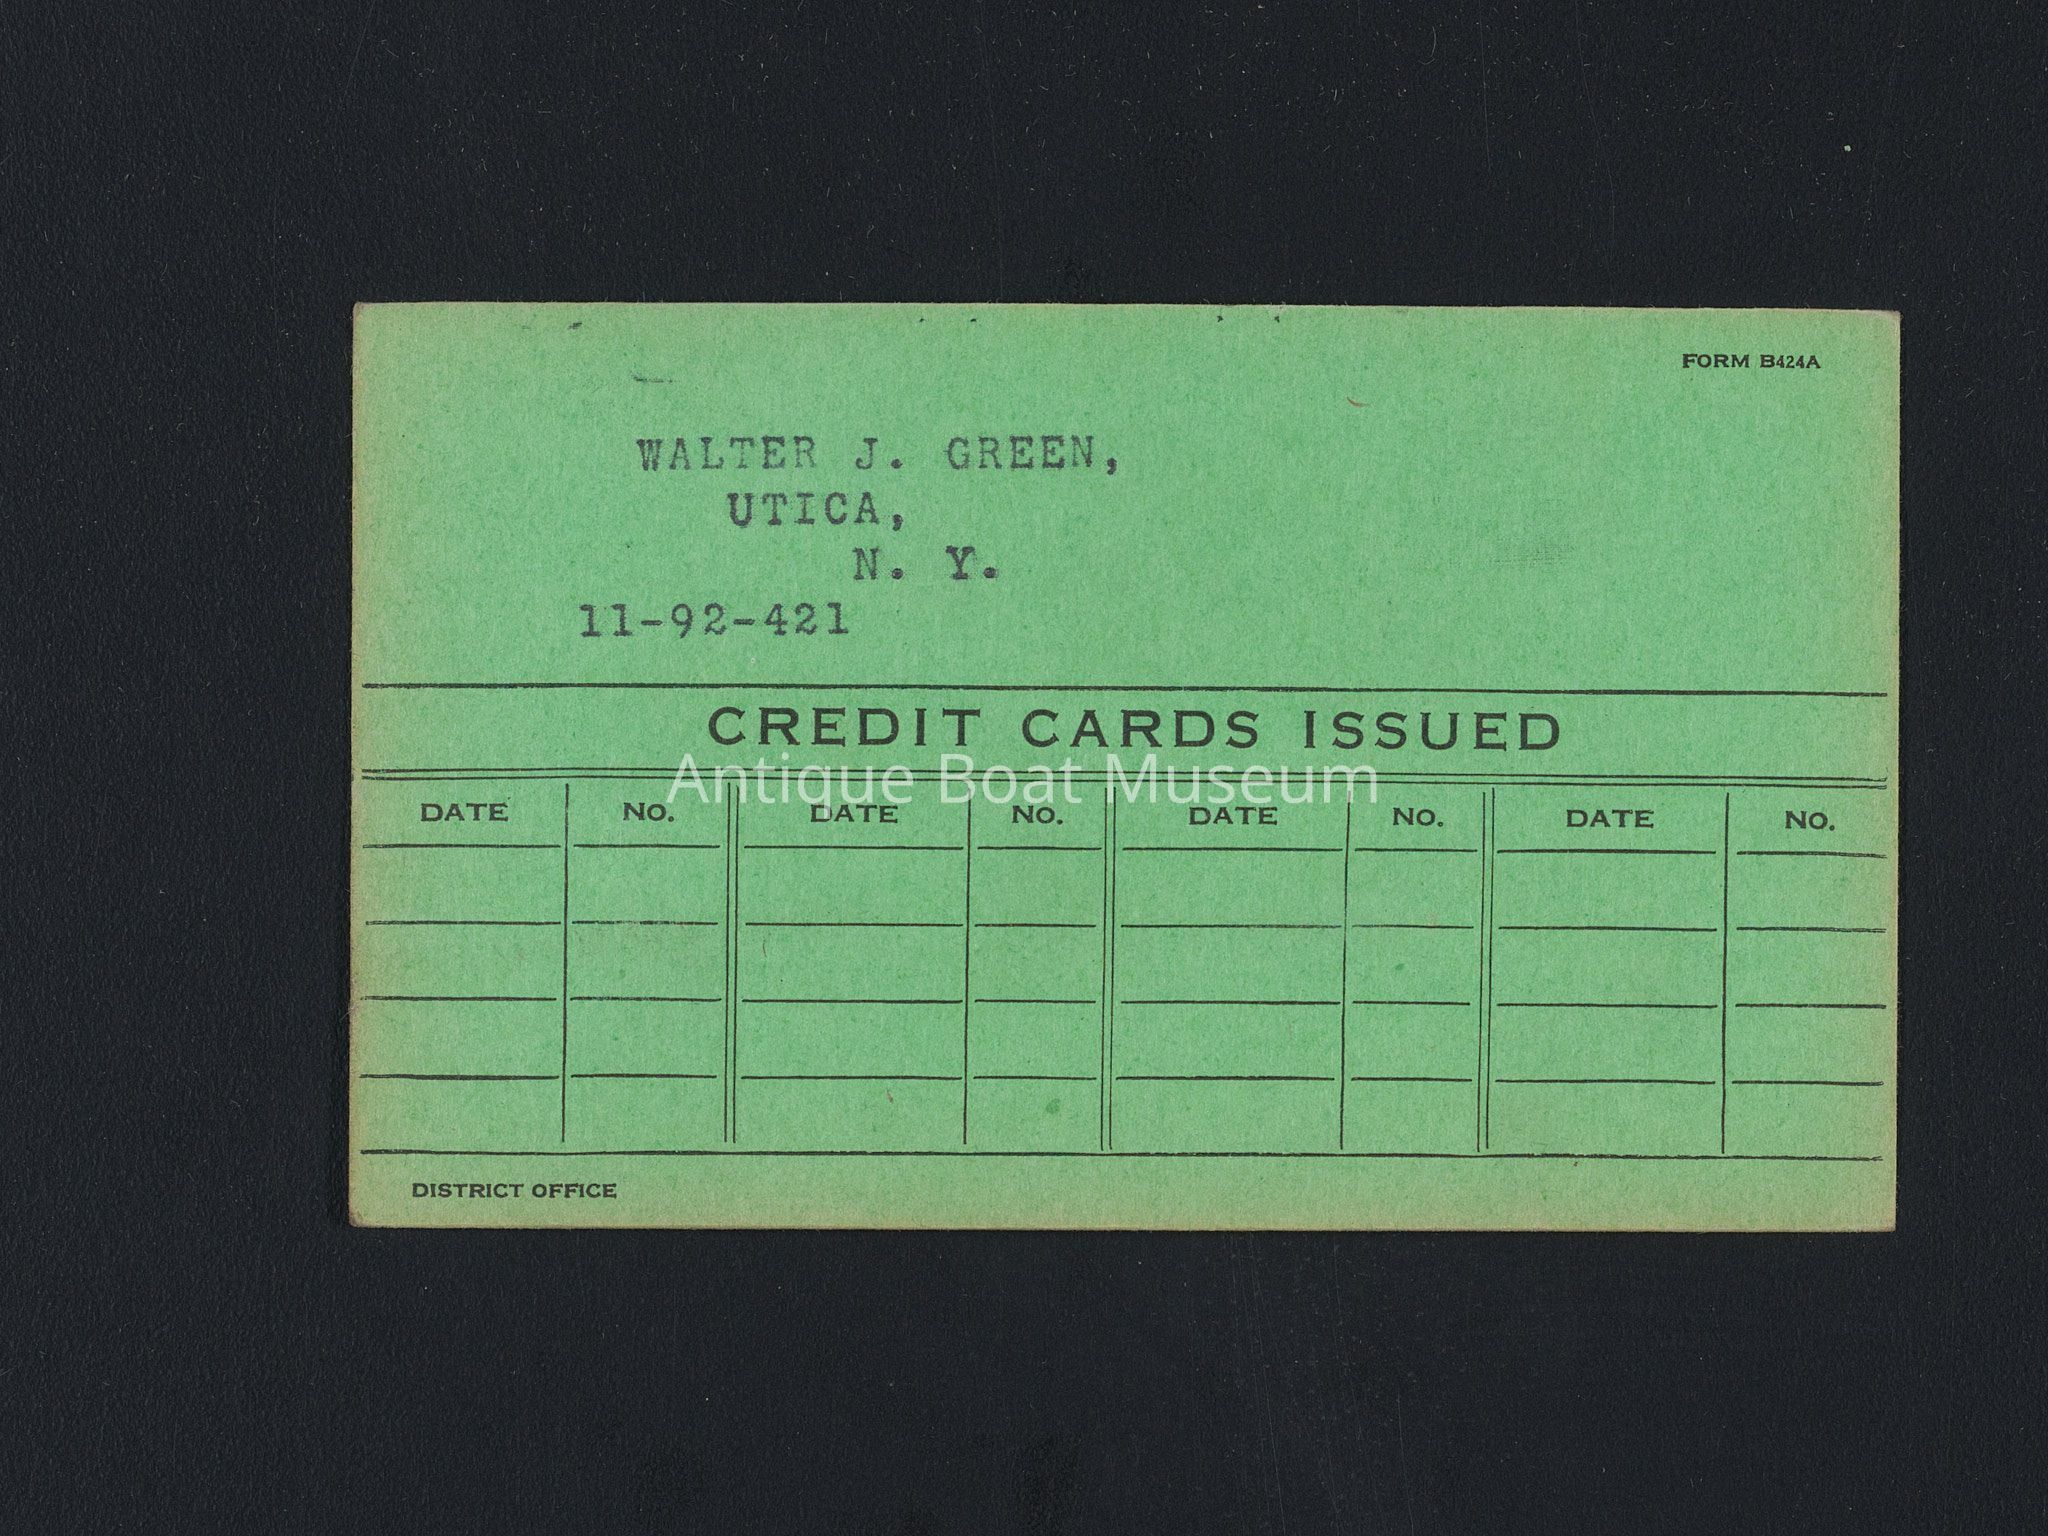 FORM B424A
WALTER J. GREEN,
UTICA,
N. Y.
11-92-421
CREDIT CARDS ISSUED
Antique Boat Museum
DATE NO. DATE NO. DATE NO. DATE NO.
DISTRICT OFFICE